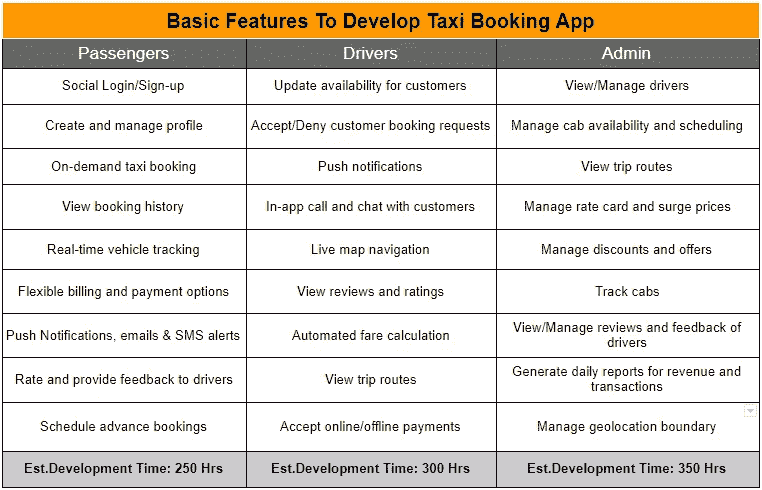 Basic Features To Develop Taxi Booking App
Passengers Drivers Admin
Social Login/Sign-up Update availability for customers View/Manage drivers
Create and manage profile Accept/Deny customer booking requests Manage cab availability and scheduling
On-demand taxi booking Push notifications View trip routes
View booking history In-app call and chat with customers Manage rate card and surge prices
Real-time vehicle tracking Live map navigation Manage discounts and offers
Flexible billing and payment options View reviews and ratings Track cabs
Push Notifications, emails & SMS alerts Automated fare calculation View/Manage reviews and feedback of
drivers
Rate and provide feedback to drivers View trip routes Generate daily reports for revenue and
transactions
Schedule advance bookings Accept online/offline payments Manage geolocation boundary
Est.Development Time: 250 Hrs Est.Development Time: 300 Hrs Est.Development Time: 350 Hrs